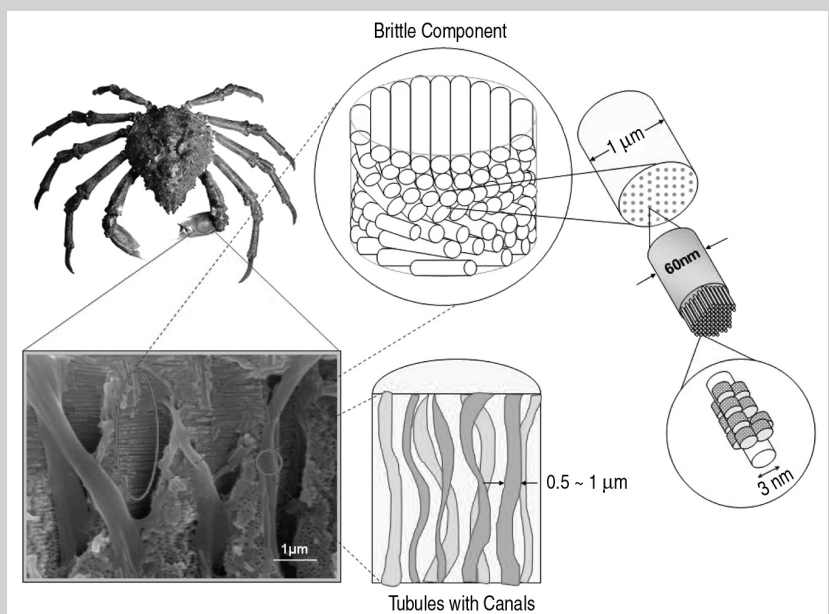 Brittle Component
1 μm
60nm
3 nm
0.5 ~ 1 μm
1μm
Tubules with Canals